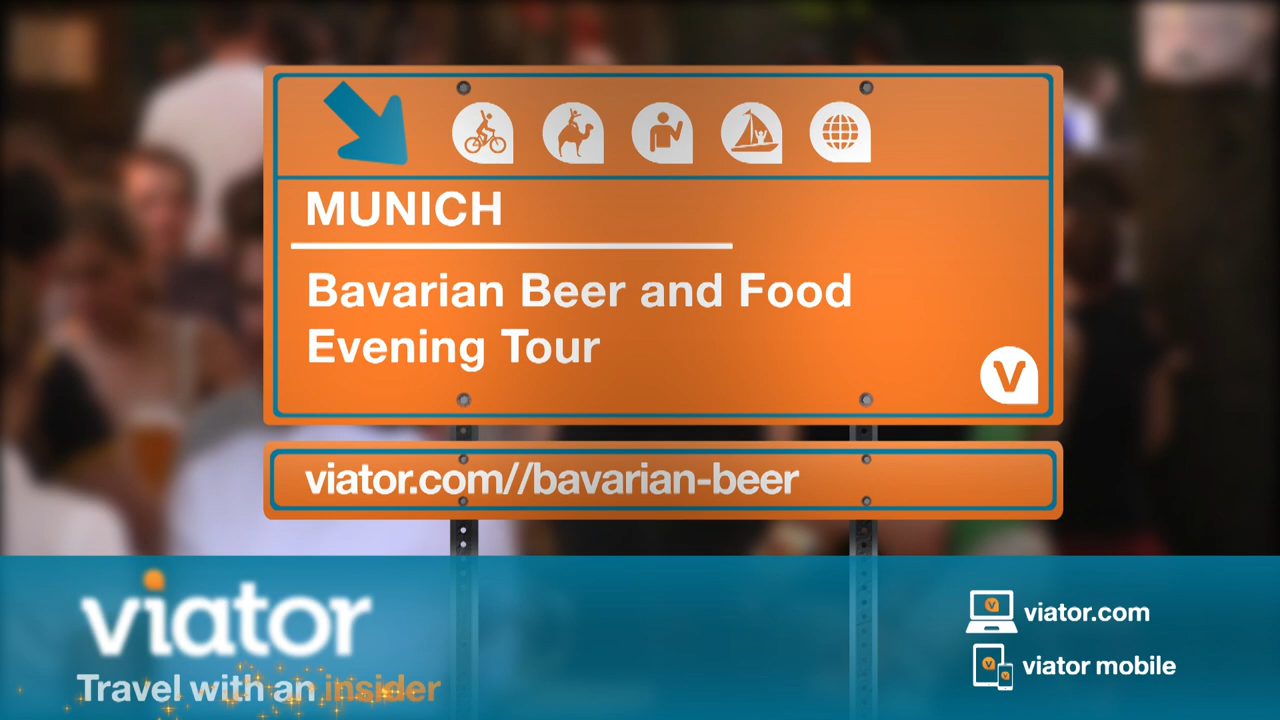 MUNICH
Bavarian Beer and Food
Evening Tour
V
viator.com//bavarian-beer
viator
Travel with an insider
viator.com
viator mobile